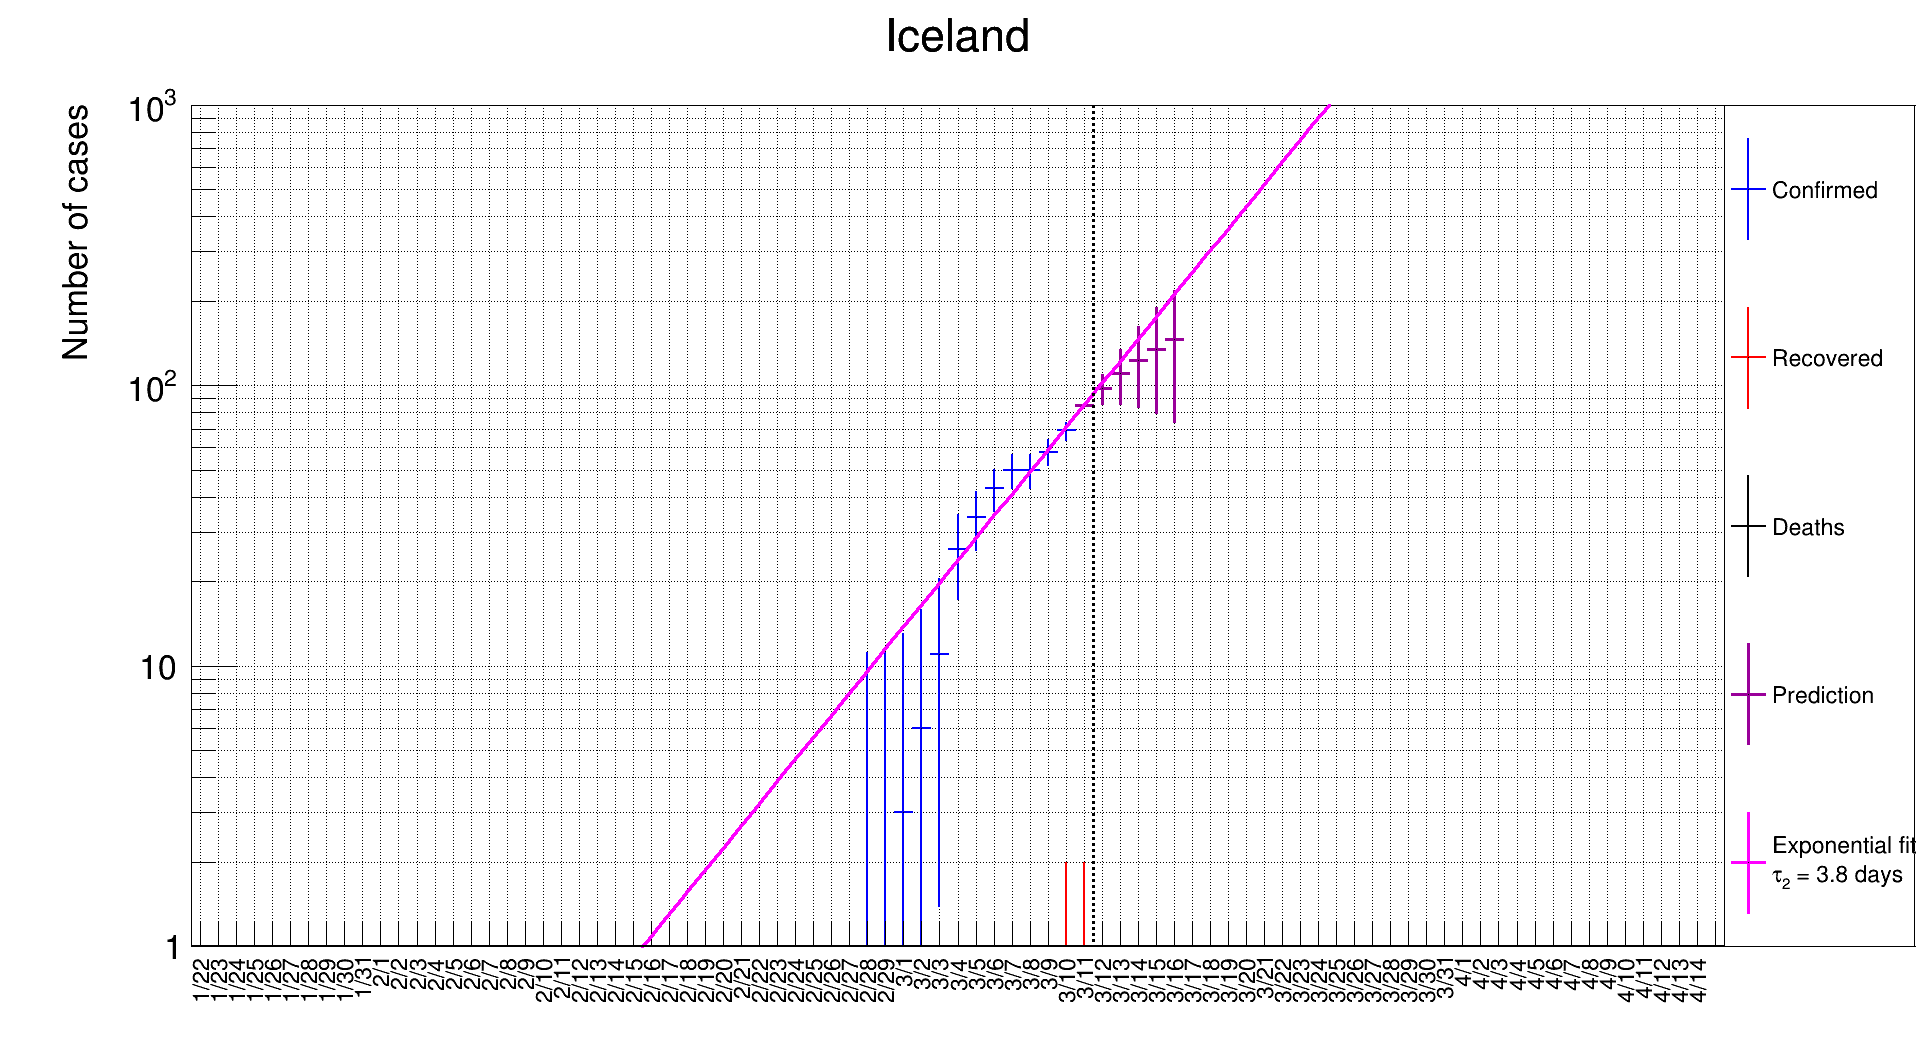 Iceland
Number of cases
10³
10²
10
1
1/22 1/23 1/24 1/25 1/26 1/27 1/28 1/29 1/30 1/31 2/1 2/2 2/3 2/4 2/5 2/6 2/7 2/8 2/9 2/10 2/11 2/12 2/13 2/14 2/15 2/16 2/17 2/18 2/19 2/20 2/21 2/22 2/23 2/24 2/25 2/26 2/27 2/28 2/29 3/1 3/2 3/3 3/4 3/5 3/6 3/7 3/8 3/9 3/10 3/11 3/12 3/13 3/14 3/15 3/16 3/17 3/18 3/19 3/20 3/21 3/22 3/23 3/24 3/25 3/26 3/27 3/28 3/29 3/30 3/31 4/1 4/2 4/3 4/4 4/5 4/6 4/7 4/8 4/9 4/10 4/11 4/12 4/13 4/14
Confirmed
Recovered
Deaths
Prediction
Exponential fit
τ₂ = 3.8 days